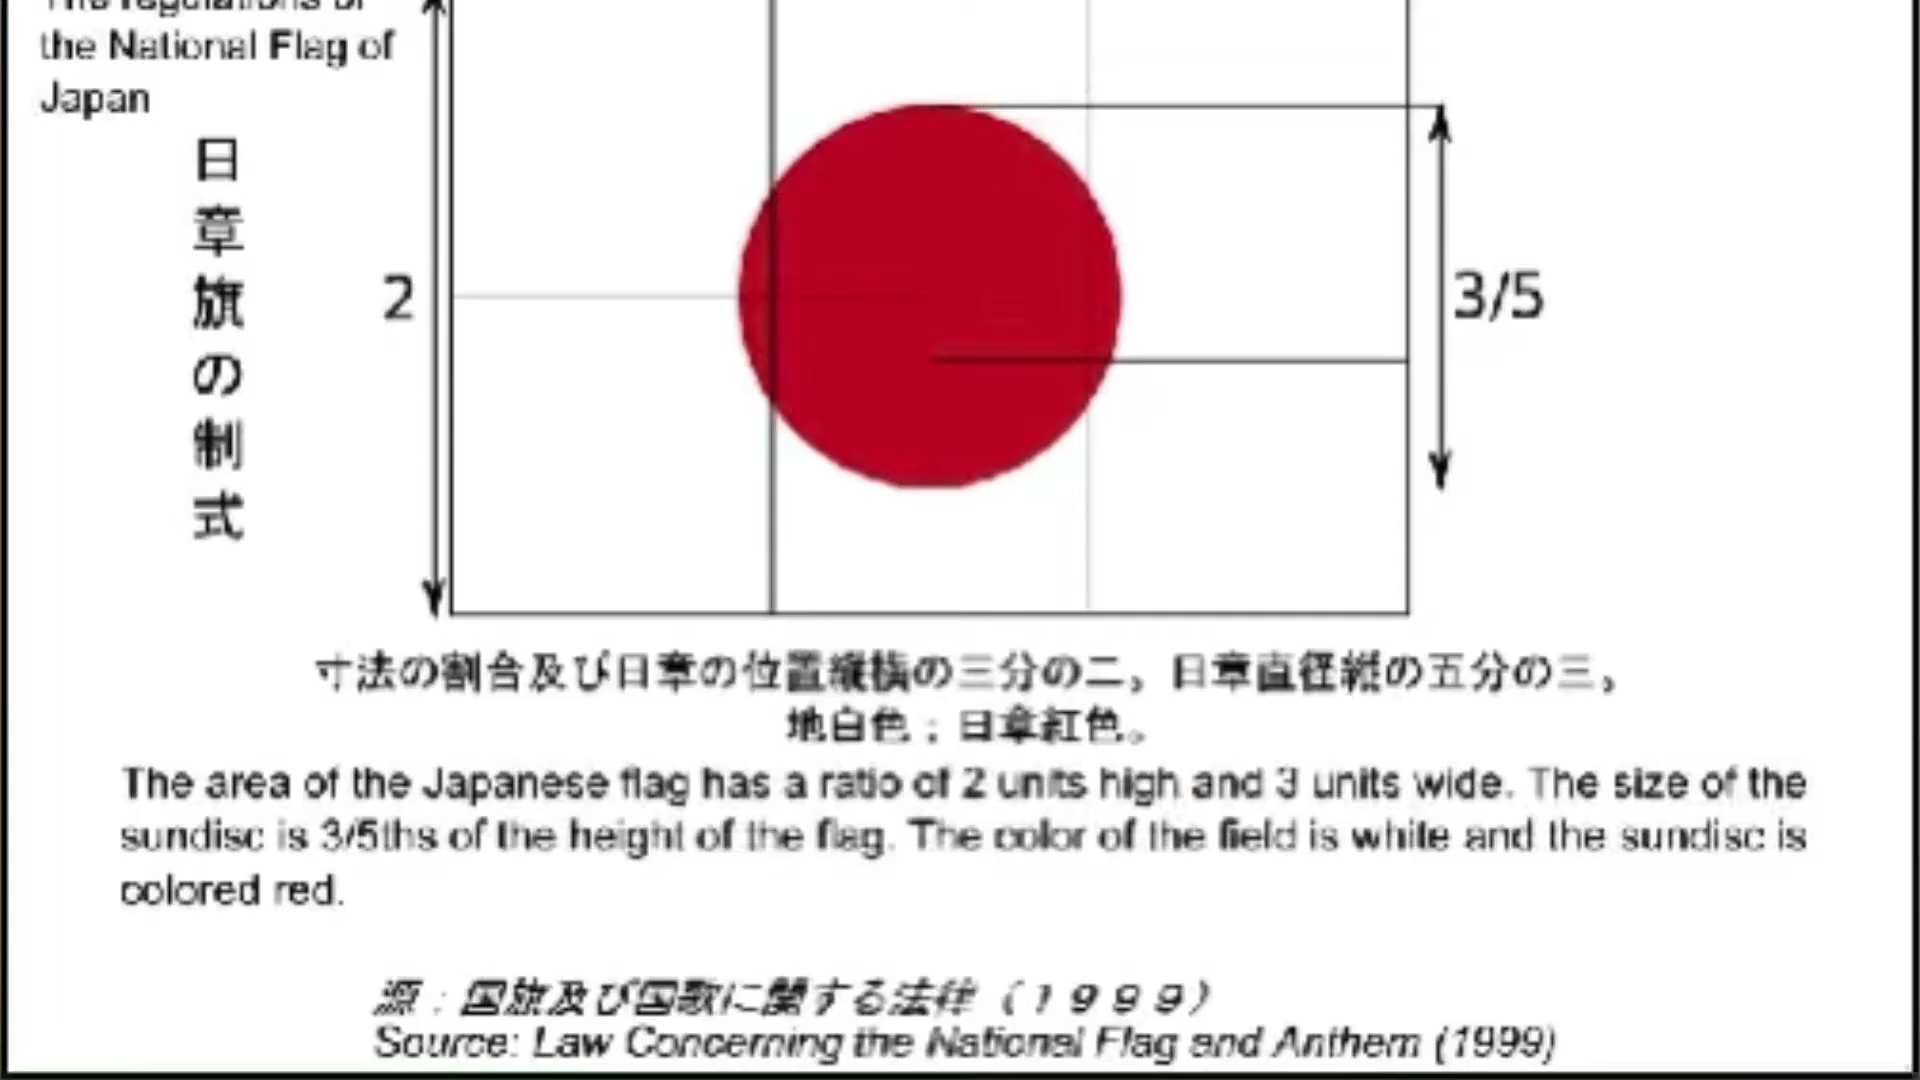 The regulations of
the National Flag of
Japan
日章旗の制式
2
3/5
寸法の割合及び日章の位置縦横の三分の二。日章直径縦の五分の三。
地白色：日章紅色。
The area of the Japanese flag has a ratio of 2 units high and 3 units wide. The size of the
sundisc is 3/5ths of the height of the flag. The color of the field is white and the sundisc is
colored red.
源：国旗及び国歌に関する法律（１９９９）
Source: Law Concerning the National Flag and Anthem (1999)